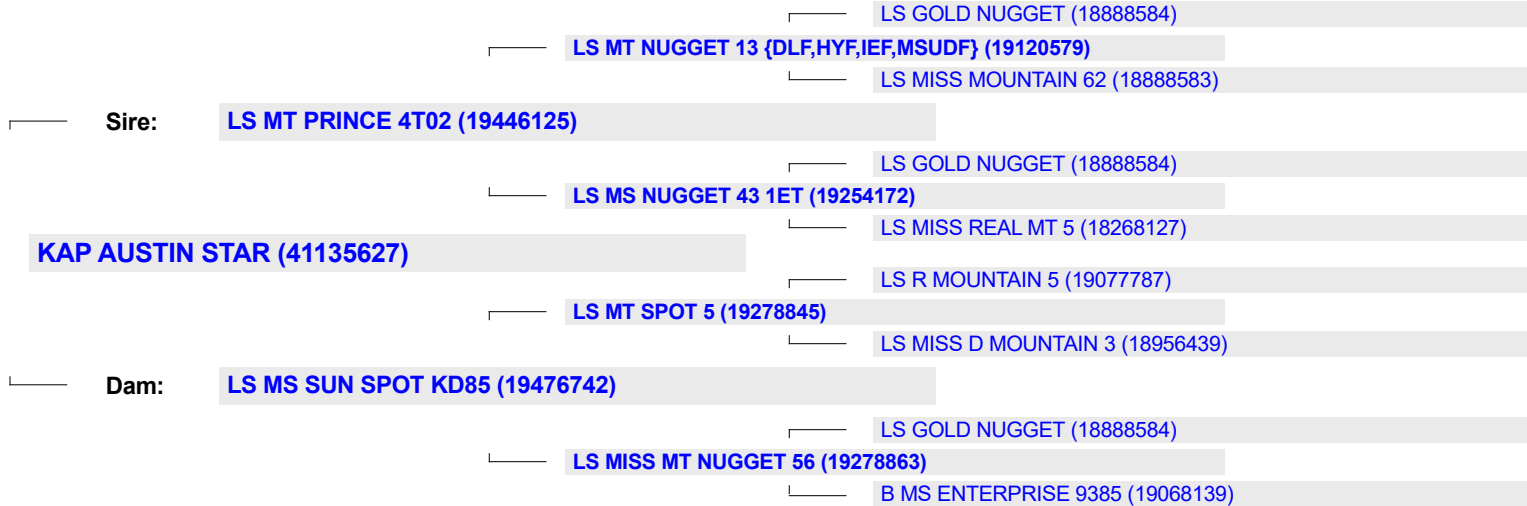 LS GOLD NUGGET (18888584)
LS MT NUGGET 13 {DLF,HYF,IEF,MSUDF} (19120579)
LS MISS MOUNTAIN 62 (18888583)
Sire: LS MT PRINCE 4T02 (19446125)
LS GOLD NUGGET (18888584)
LS MS NUGGET 43 1ET (19254172)
LS MISS REAL MT 5 (18268127)
KAP AUSTIN STAR (41135627)
LS R MOUNTAIN 5 (19077787)
LS MT SPOT 5 (19278845)
LS MISS D MOUNTAIN 3 (18956439)
Dam: LS MS SUN SPOT KD85 (19476742)
LS GOLD NUGGET (18888584)
LS MISS MT NUGGET 56 (19278863)
B MS ENTERPRISE 9385 (19068139)